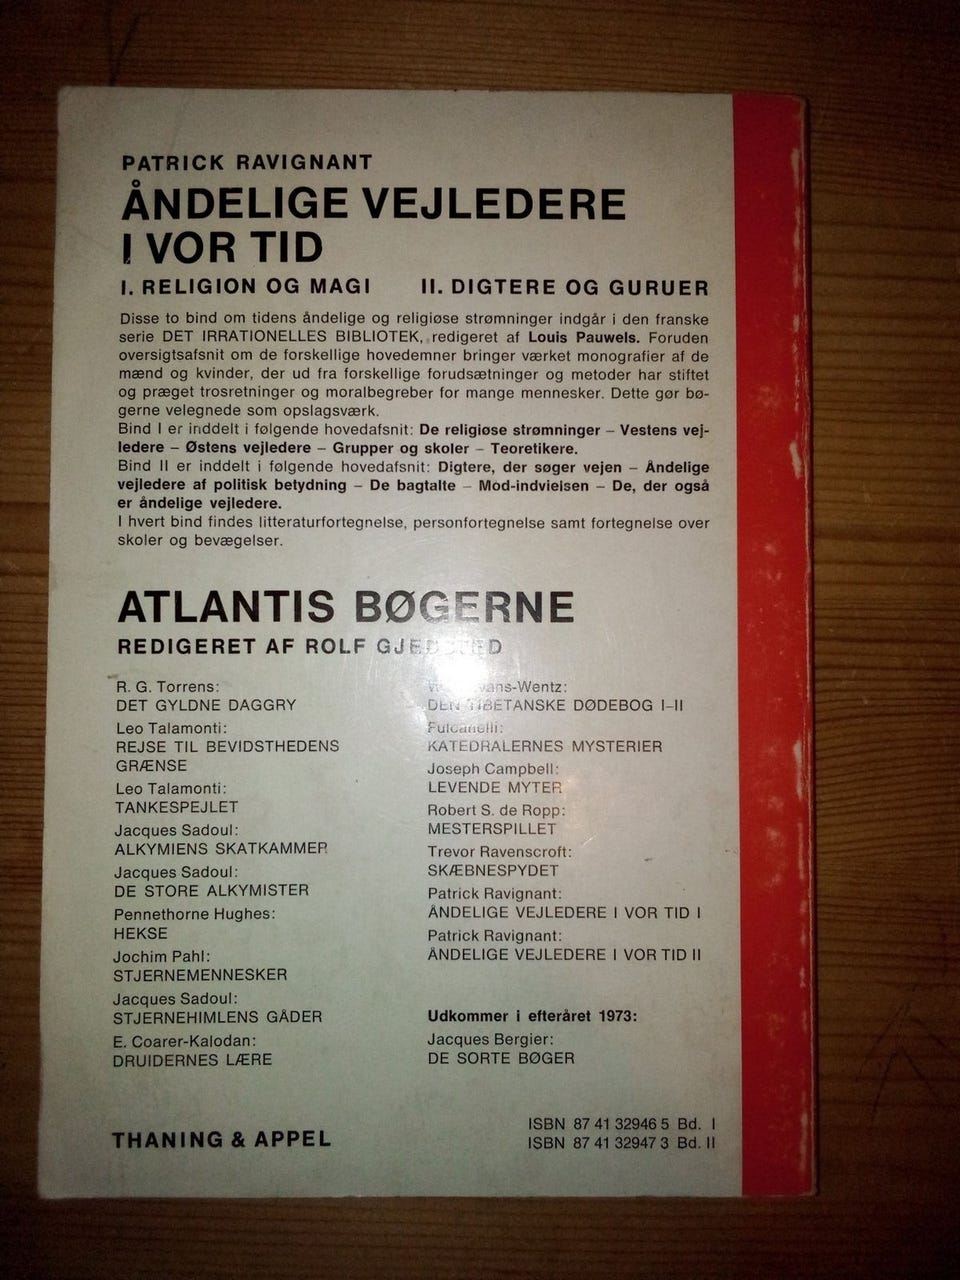 PATRICK RAVIGNANT
ÅNDELIGE VEJLEDERE
I VOR TID
I. RELIGION OG MAGI II. DIGTERE OG GURUER
Disse to bind om tidens åndelige og religiøse strømninger indgår i den franske
serie DET IRRATIONELLES BIBLIOTEK, redigeret af Louis Pauwels. Foruden
oversigtsafsnit om de forskellige hovedemner bringer værket monografier af de
mænd og kvinder, der ud fra forskellige forudsætninger og metoder har stiftet
og præget trosretninger og moralbegreber for mange mennesker. Dette gør bø-
gerne velegnede som opslagsværk.
Bind I er inddelt i følgende hovedafsnit: De religiøse strømninger – Vestens vej-
ledere – Østens vejledere – Grupper og skoler – Teoretikere.
Bind II er inddelt i følgende hovedafsnit: Digtere, der søger vejen – Åndelige
vejledere af politisk betydning – De bagtalte – Mod-indvielsen – De, der også
er åndelige vejledere.
I hvert bind findes litteraturfortegnelse, personfortegnelse samt fortegnelse over
skoler og bevægelser.
ATLANTIS BØGERNE
REDIGERET AF ROLF GJEDSTED
R. G. Torrens:
DET GYLDNE DAGGRY
Leo Talamonti:
REJSE TIL BEVIDSTHEDENS
GRÆNSE
Leo Talamonti:
TANKESPEJLET
Jacques Sadoul:
ALKYMIENS SKATKAMMER
Jacques Sadoul:
DE STORE ALKYMISTER
Pennethorne Hughes:
HEKSE
Jochim Pahl:
STJERNEMENNESKER
Jacques Sadoul:
STJERNEHIMLENS GÅDER
E. Coarer-Kalodan:
DRUIDERNES LÆRE
Evans-Wentz:
DEN TIBETANSKE DØDEBOG I-II
Fulcanelli:
KATEDRALERNES MYSTERIER
Joseph Campbell:
LEVENDE MYTER
Robert S. de Ropp:
MESTERSPILLET
Trevor Ravenscroft:
SKÆBNESPYDET
Patrick Ravignant:
ÅNDELIGE VEJLEDERE I VOR TID I
Patrick Ravignant:
ÅNDELIGE VEJLEDERE I VOR TID II
Udkommer i efteråret 1973:
Jacques Bergier:
DE SORTE BØGER
THANING & APPEL
ISBN 87 41 32946 5 Bd. I
ISBN 87 41 32947 3 Bd. II